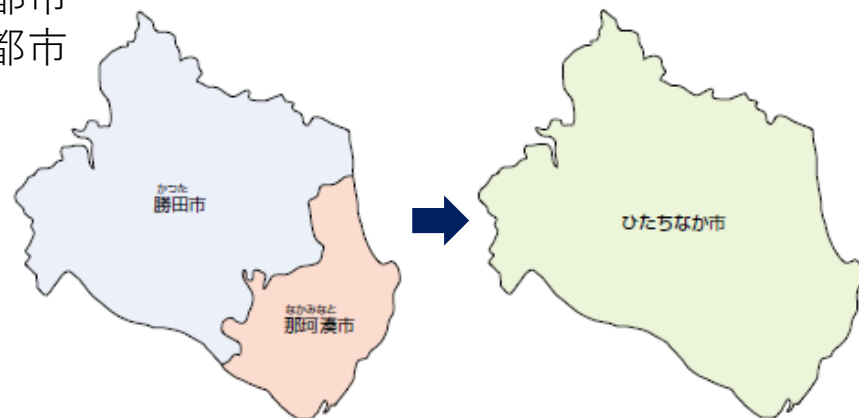 都市
都市
かつた
勝田市
なかみなと
那珂湊市
ひたちなか市